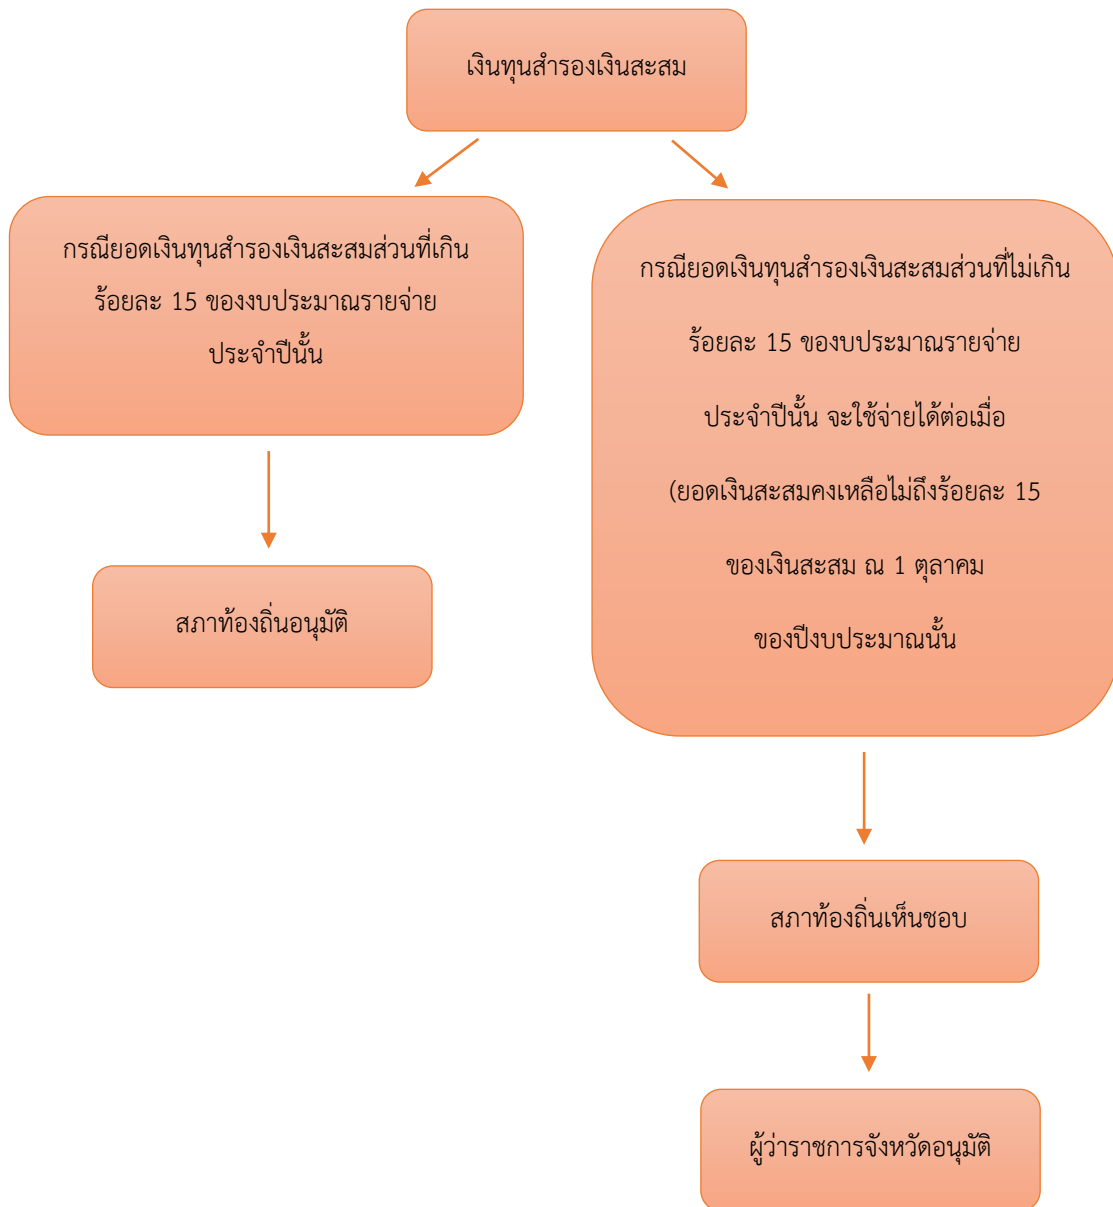 เงินทุนสำรองเงินสะสม
กรณียอดเงินทุนสำรองเงินสะสมส่วนที่เกิน
ร้อยละ 15 ของงบประมาณรายจ่าย
ประจำปีนั้น
สภาท้องถิ่นอนุมัติ
กรณียอดเงินทุนสำรองเงินสะสมส่วนที่ไม่เกิน
ร้อยละ 15 ของบประมาณรายจ่าย
ประจำปีนั้น จะใช้จ่ายได้ต่อเมื่อ
(ยอดเงินสะสมคงเหลือไม่ถึงร้อยละ 15
ของเงินสะสม ณ 1 ตุลาคม
ของปีงบประมาณนั้น
สภาท้องถิ่นเห็นชอบ
ผู้ว่าราชการจังหวัดอนุมัติ